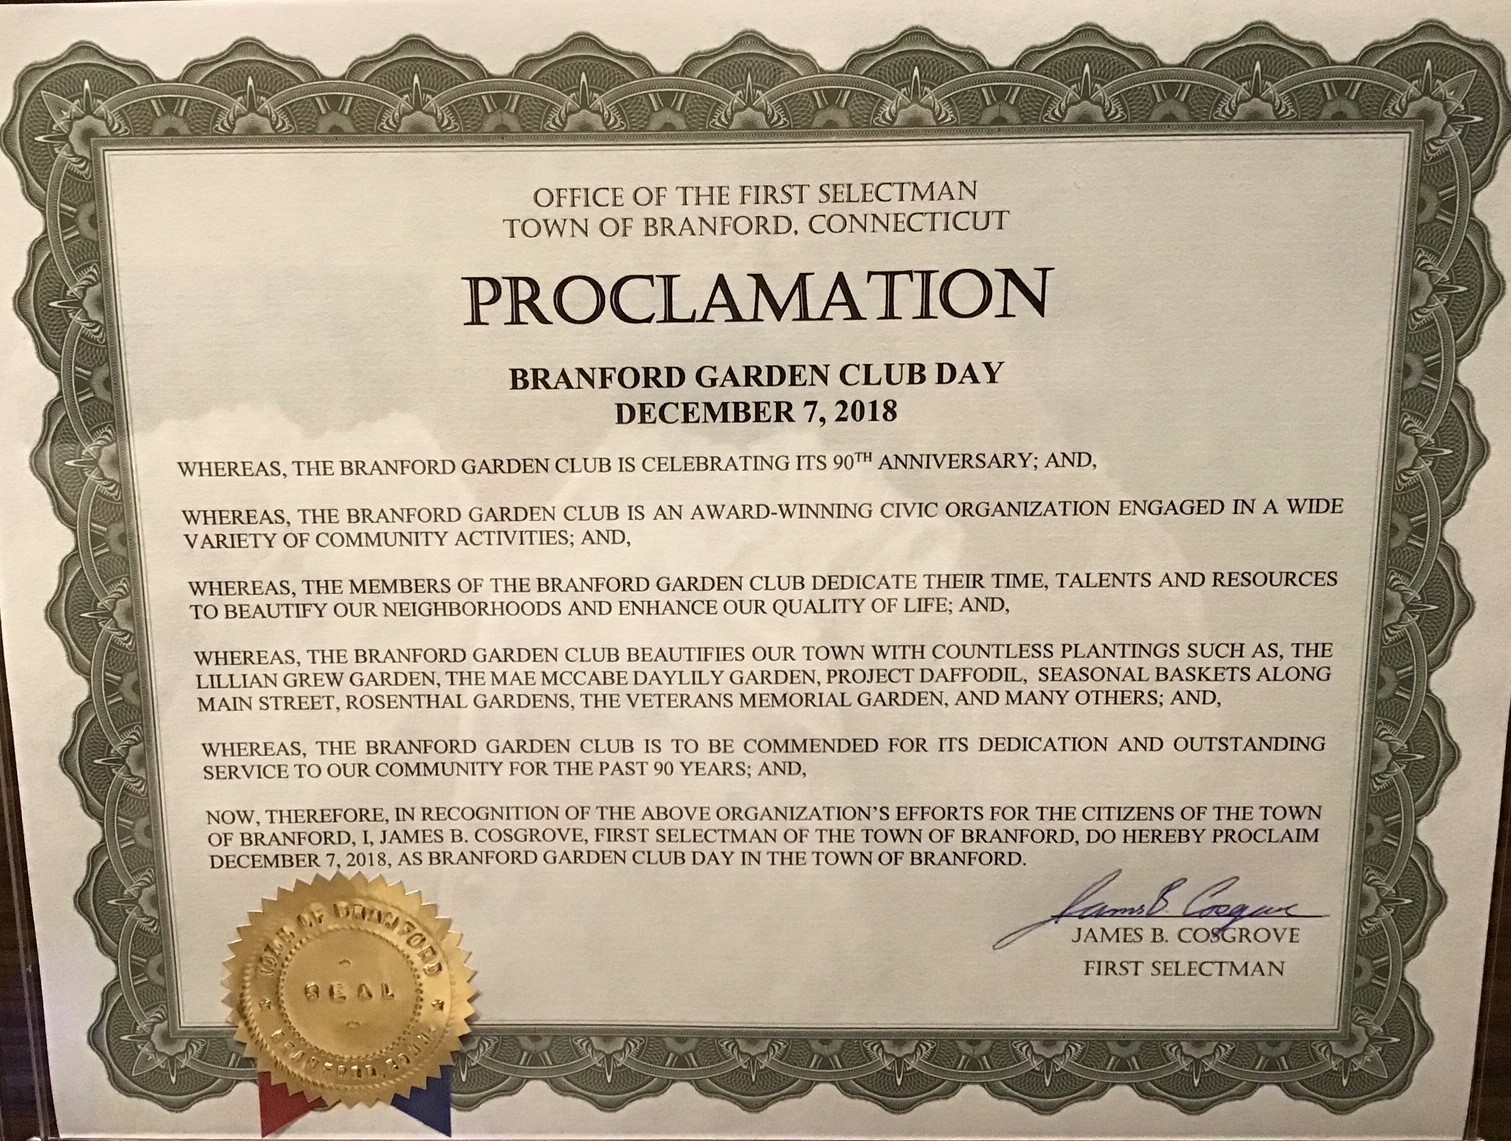 OFFICE OF THE FIRST SELECTMAN
TOWN OF BRANFORD, CONNECTICUT
PROCLAMATION
BRANFORD GARDEN CLUB DAY
DECEMBER 7, 2018
WHEREAS, THE BRANFORD GARDEN CLUB IS CELEBRATING ITS 90TH ANNIVERSARY; AND,
WHEREAS, THE BRANFORD GARDEN CLUB IS AN AWARD-WINNING CIVIC ORGANIZATION ENGAGED IN A WIDE
VARIETY OF COMMUNITY ACTIVITIES; AND,
WHEREAS, THE MEMBERS OF THE BRANFORD GARDEN CLUB DEDICATE THEIR TIME, TALENTS AND RESOURCES
TO BEAUTIFY OUR NEIGHBORHOODS AND ENHANCE OUR QUALITY OF LIFE; AND,
WHEREAS, THE BRANFORD GARDEN CLUB BEAUTIFIES OUR TOWN WITH COUNTLESS PLANTINGS SUCH AS, THE
LILLIAN GREW GARDEN, THE MAE MCCABE DAYLILY GARDEN, PROJECT DAFFODIL, SEASONAL BASKETS ALONG
MAIN STREET, ROSENTHAL GARDENS, THE VETERANS MEMORIAL GARDEN, AND MANY OTHERS; AND,
WHEREAS, THE BRANFORD GARDEN CLUB IS TO BE COMMENDED FOR ITS DEDICATION AND OUTSTANDING
SERVICE TO OUR COMMUNITY FOR THE PAST 90 YEARS; AND,
NOW, THEREFORE, IN RECOGNITION OF THE ABOVE ORGANIZATION'S EFFORTS FOR THE CITIZENS OF THE TOWN
OF BRANFORD, I, JAMES B. COSGROVE, FIRST SELECTMAN OF THE TOWN OF BRANFORD, DO HEREBY PROCLAIM
DECEMBER 7, 2018, AS BRANFORD GARDEN CLUB DAY IN THE TOWN OF BRANFORD.
James B. Cosgrove
JAMES B. COSGROVE
FIRST SELECTMAN
TOWN OF BRANFORD
SEAL
BRANFORD, CONN.